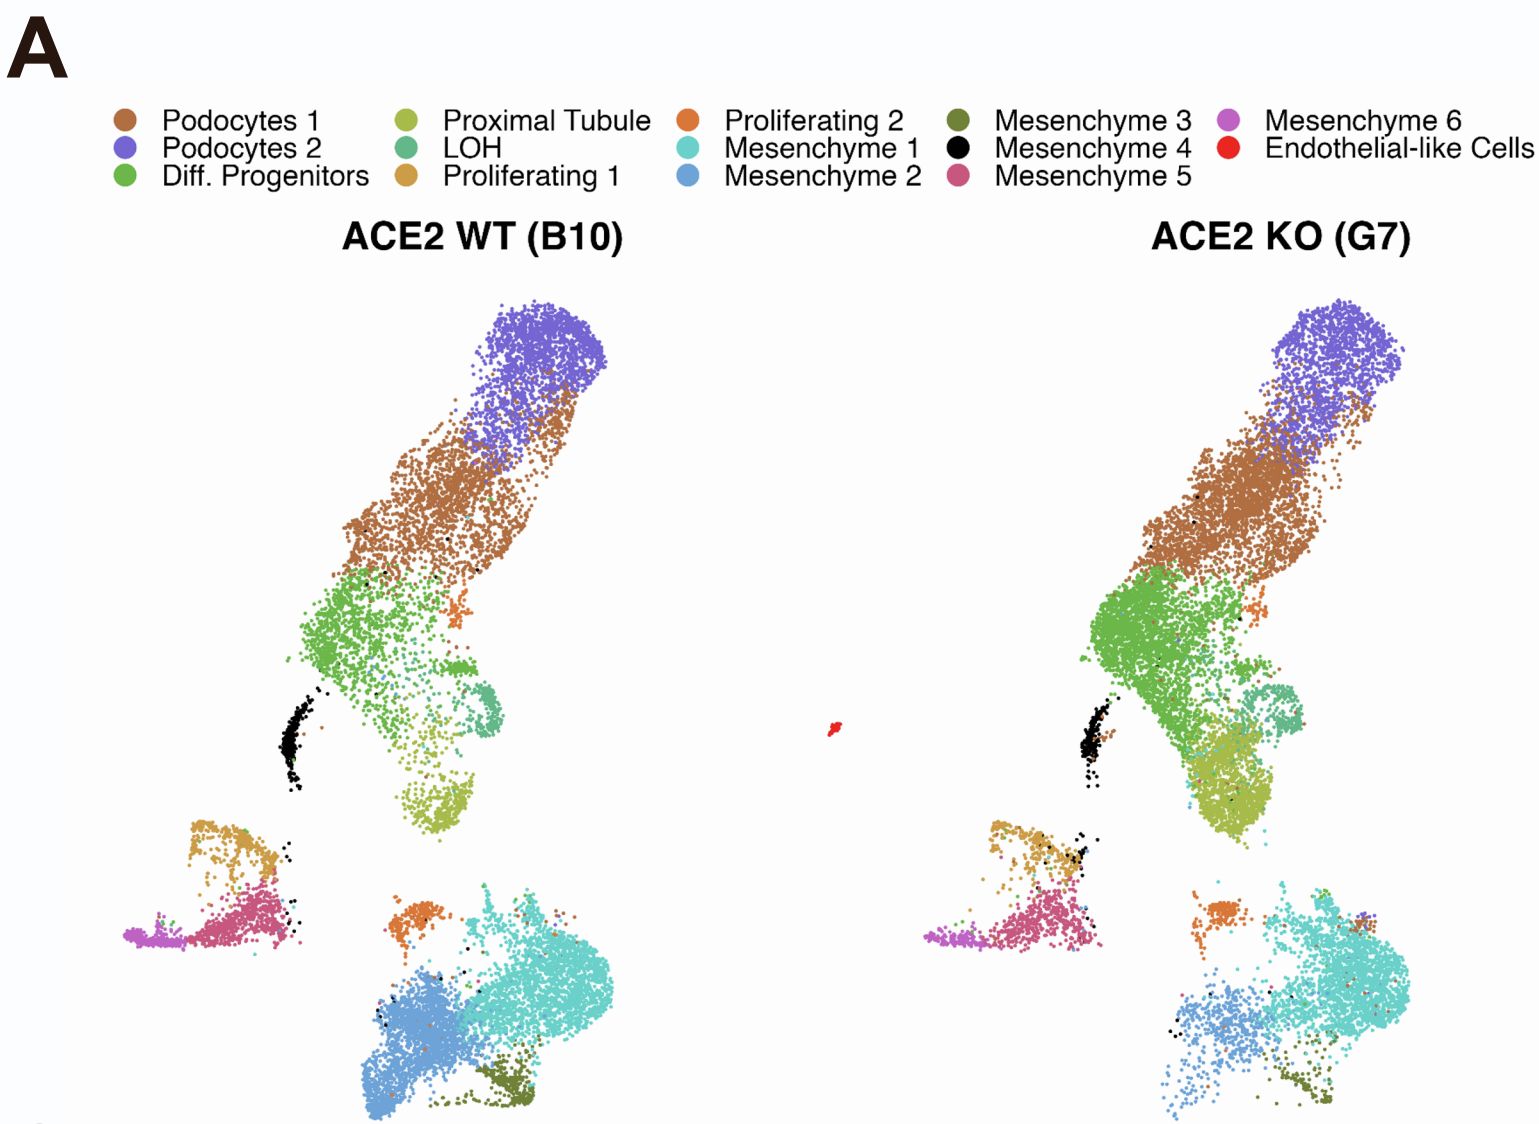 A
Podocytes 1 Proximal Tubule Proliferating 2 Mesenchyme 3 Mesenchyme 6
Podocytes 2 LOH Mesenchyme 1 Mesenchyme 4 Endothelial-like Cells
Diff. Progenitors Proliferating 1 Mesenchyme 2 Mesenchyme 5
ACE2 WT (B10) ACE2 KO (G7)